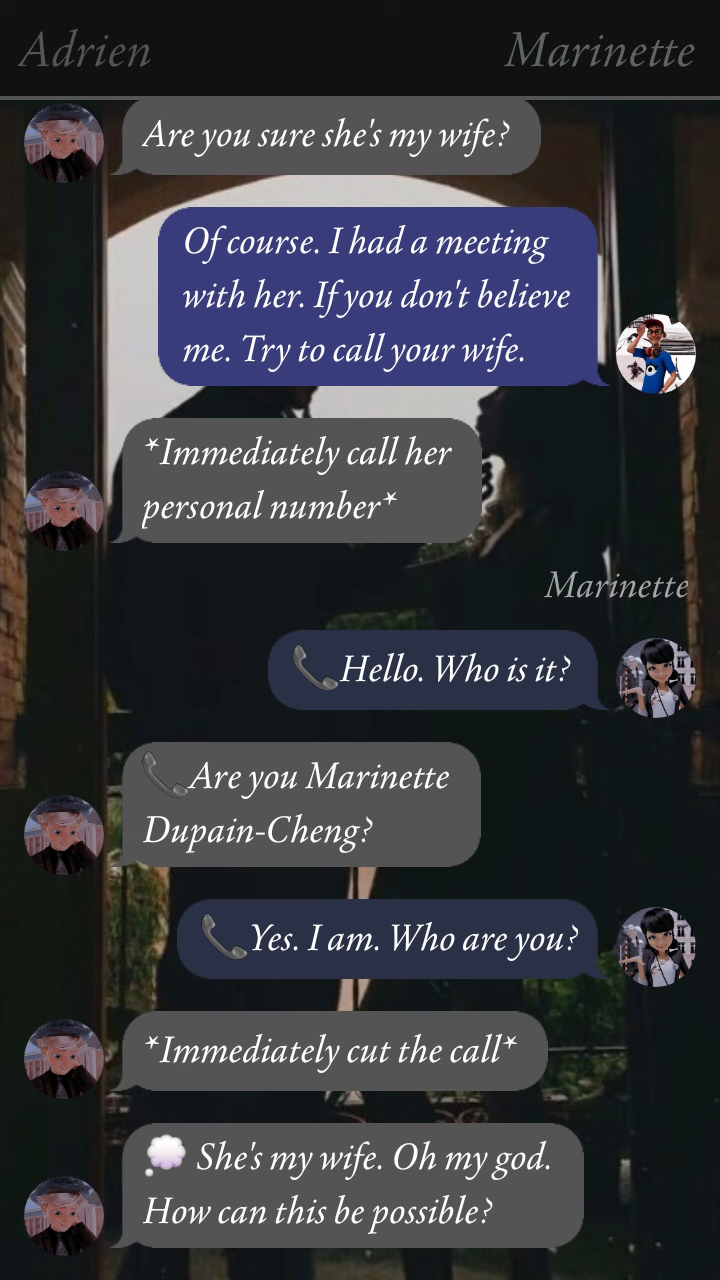 Adrien Marinette
Are you sure she's my wife?
Of course. I had a meeting
with her. If you don't believe
me. Try to call your wife.
*Immediately call her
personal number*
Marinette
📞Hello. Who is it?
📞Are you Marinette
Dupain-Cheng?
📞Yes. I am. Who are you?
*Immediately cut the call*
💭 She's my wife. Oh my god.
How can this be possible?